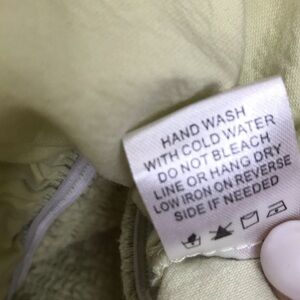 HAND WASH
WITH COLD WATER
DO NOT BLEACH
LINE OR HANG DRY
LOW IRON ON REVERSE
SIDE IF NEEDED